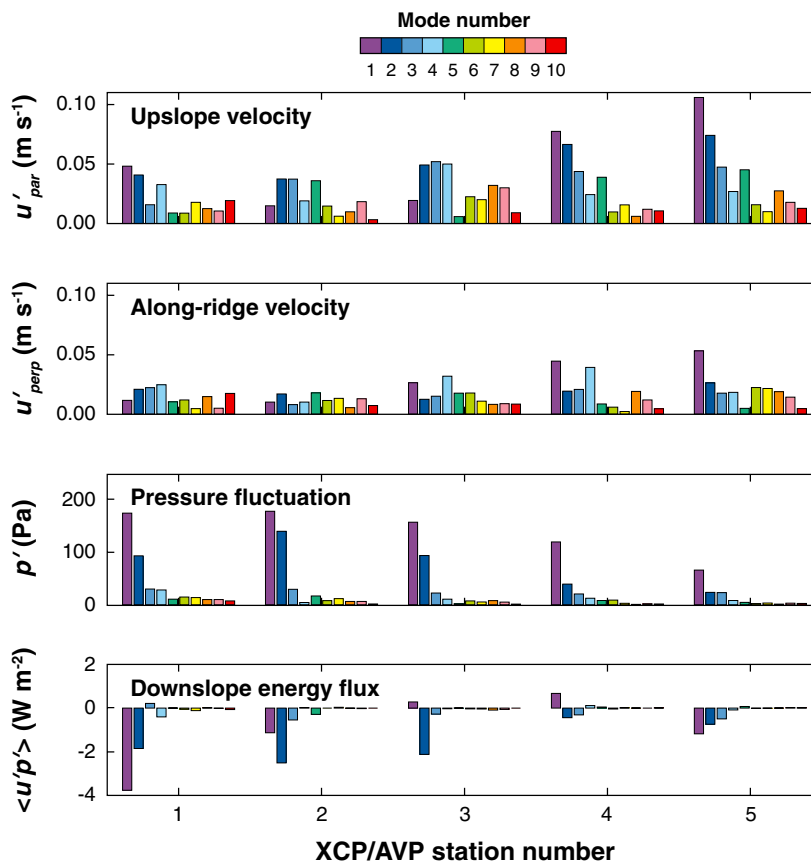 Mode number
1 2 3 4 5 6 7 8 9 10
u'par (m s-1)
0.10
0.05
0.00
Upslope velocity
u'perp (m s-1)
0.10
0.05
0.00
Along-ridge velocity
p' (Pa)
200
100
0
Pressure fluctuation
<u'p'> (W m-2)
2
0
-2
-4
Downslope energy flux
1 2 3 4 5
XCP/AVP station number